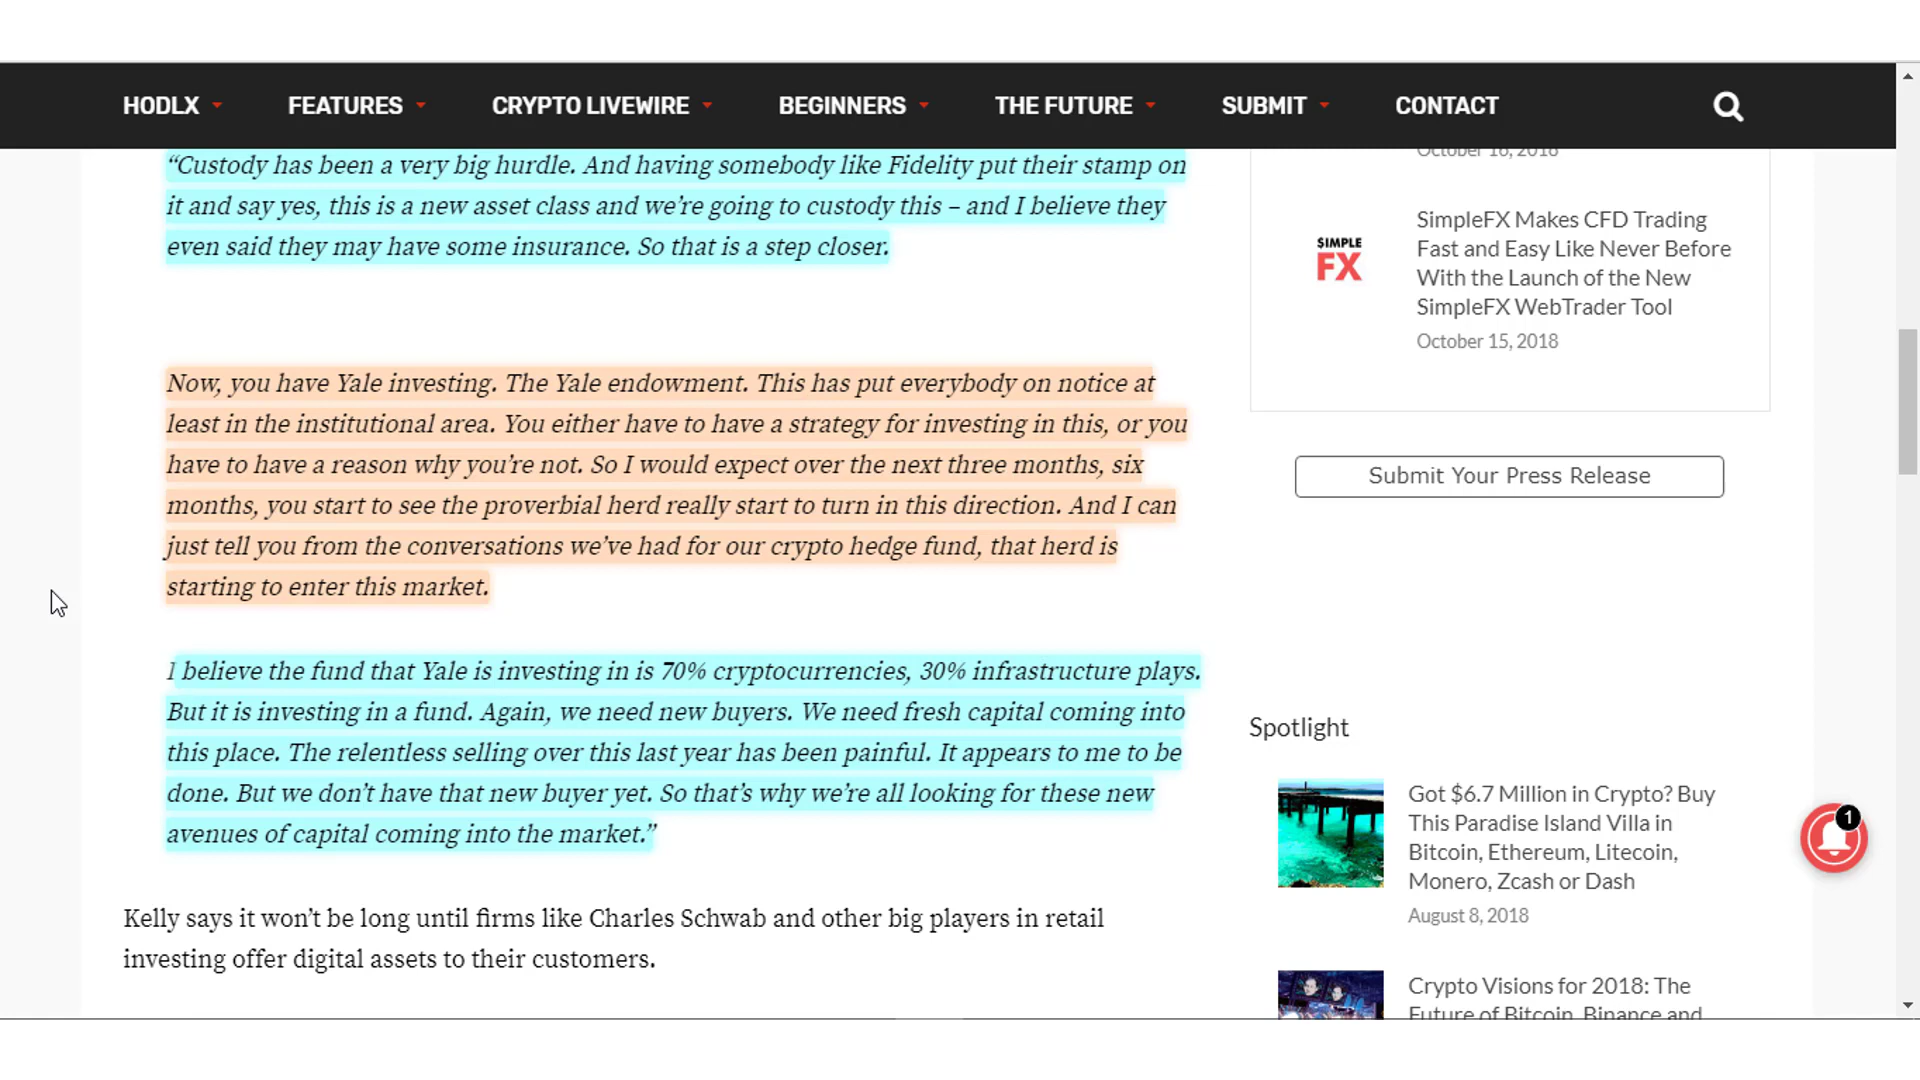 HODLX FEATURES CRYPTO LIVEWIRE BEGINNERS THE FUTURE SUBMIT CONTACT
“Custody has been a very big hurdle. And having somebody like Fidelity put their stamp on
it and say yes, this is a new asset class and we’re going to custody this – and I believe they
even said they may have some insurance. So that is a step closer.
Now, you have Yale investing. The Yale endowment. This has put everybody on notice at
least in the institutional area. You either have to have a strategy for investing in this, or you
have to have a reason why you’re not. So I would expect over the next three months, six
months, you start to see the proverbial herd really start to turn in this direction. And I can
just tell you from the conversations we’ve had for our crypto hedge fund, that herd is
starting to enter this market.
I believe the fund that Yale is investing in is 70% cryptocurrencies, 30% infrastructure plays.
But it is investing in a fund. Again, we need new buyers. We need fresh capital coming into
this place. The relentless selling over this last year has been painful. It appears to me to be
done. But we don’t have that new buyer yet. So that’s why we’re all looking for these new
avenues of capital coming into the market.”
Kelly says it won’t be long until firms like Charles Schwab and other big players in retail
investing offer digital assets to their customers.
October 16, 2018
SIMPLE
FX
SimpleFX Makes CFD Trading
Fast and Easy Like Never Before
With the Launch of the New
SimpleFX WebTrader Tool
October 15, 2018
Submit Your Press Release
Spotlight
Got $6.7 Million in Crypto? Buy
This Paradise Island Villa in
Bitcoin, Ethereum, Litecoin,
Monero, Zcash or Dash
August 8, 2018
1
Crypto Visions for 2018: The
Future of Bitcoin, Binance and